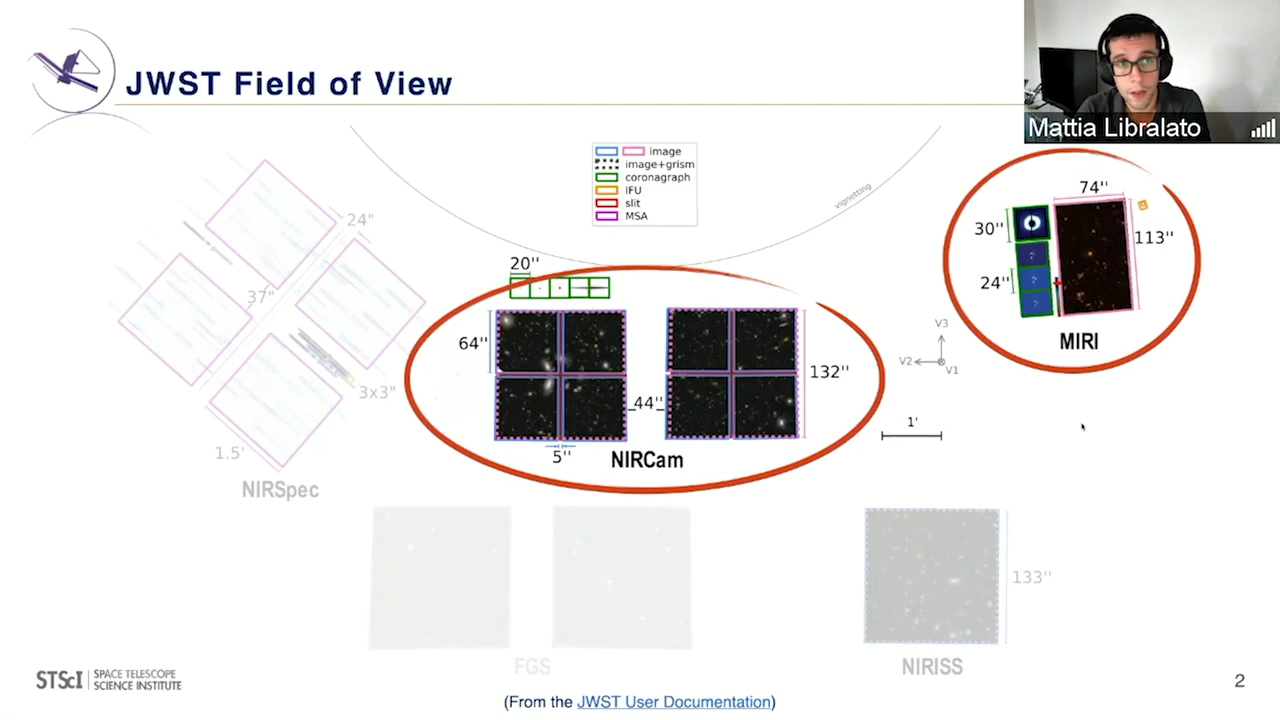 JWST Field of View
Mattia Libralato
image
image+grism
coronagraph
IFU
slit
MSA
vignetting
24"
37"
3x3"
1.5'
NIRSpec
20''
64''
44''
132''
5''
NIRCam
74''
30''
113''
24''
MIRI
V3
V2
V1
1'
FGS
133''
NIRISS
STScI
SPACE TELESCOPE
SCIENCE INSTITUTE
(From the JWST User Documentation)
2